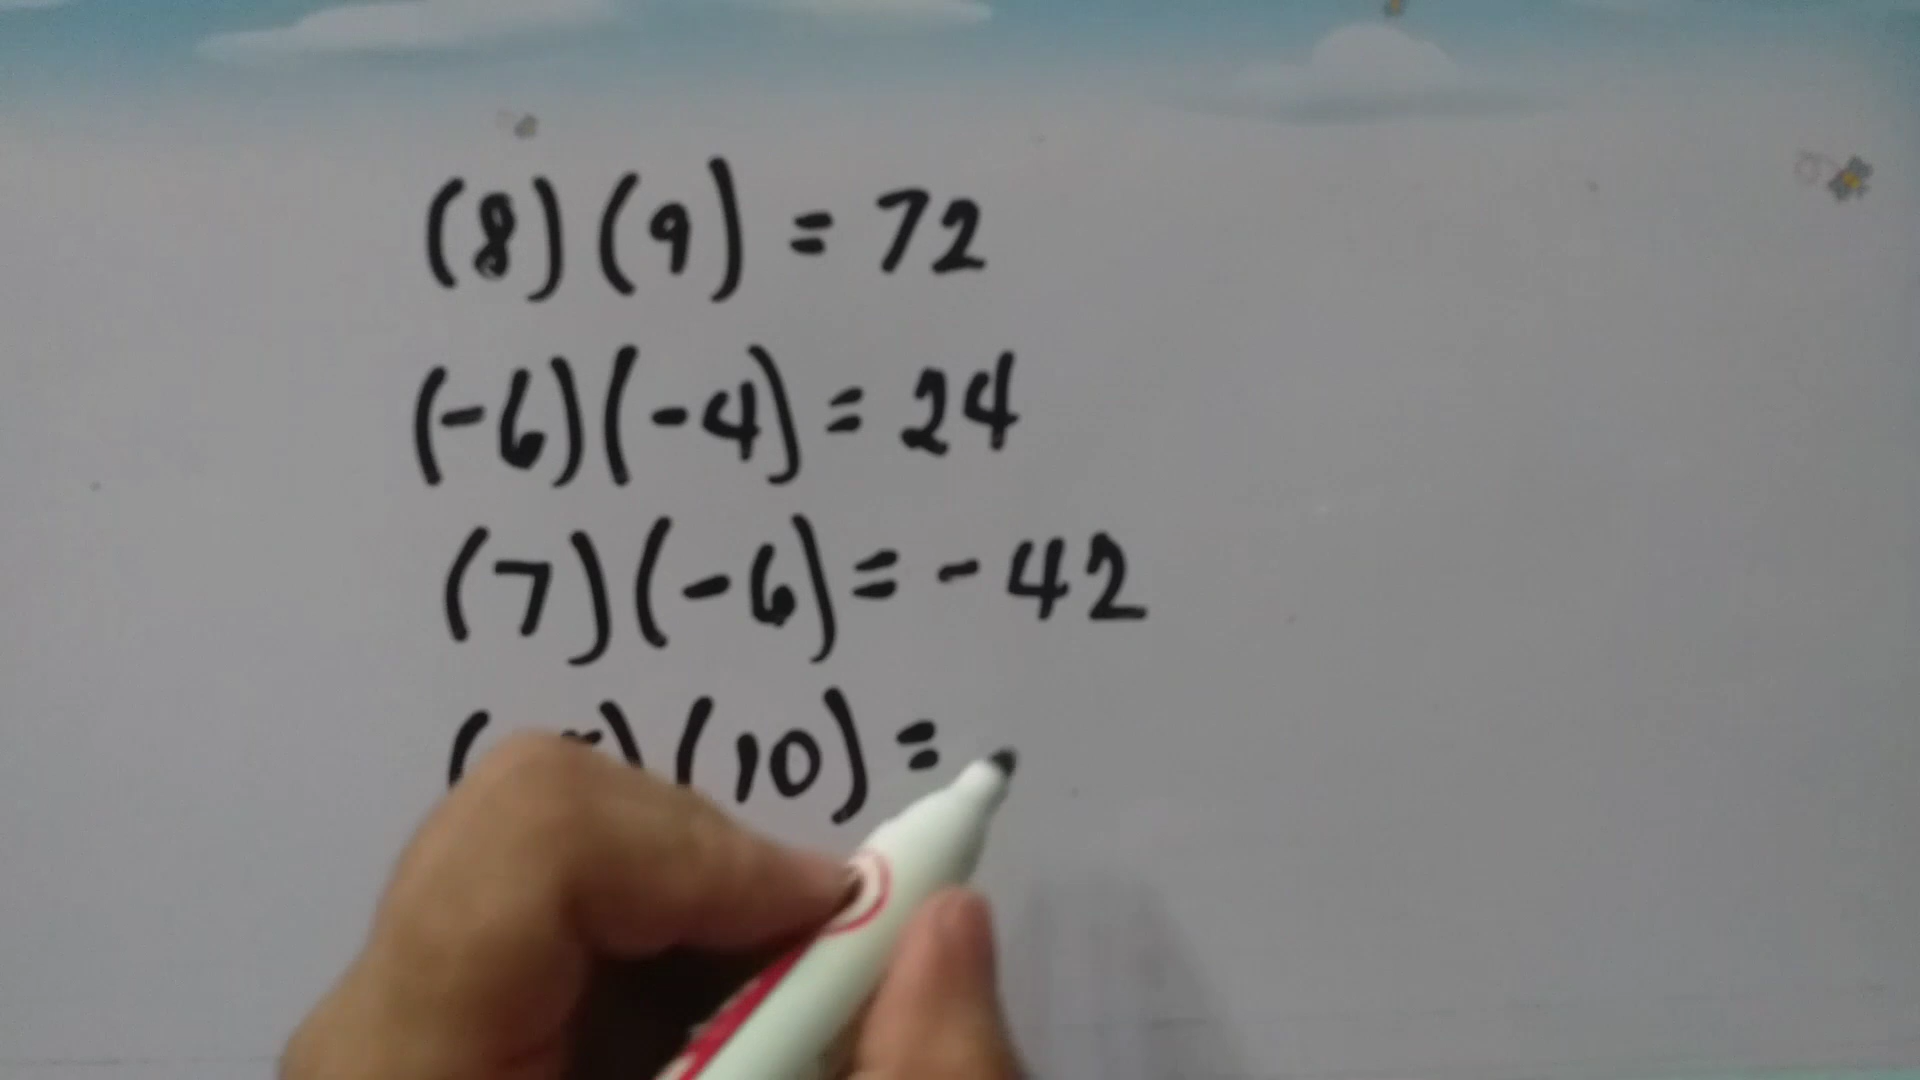 (8)(9) = 72
(-6)(-4) = 24
(7)(-6) = -42
( )(10) =